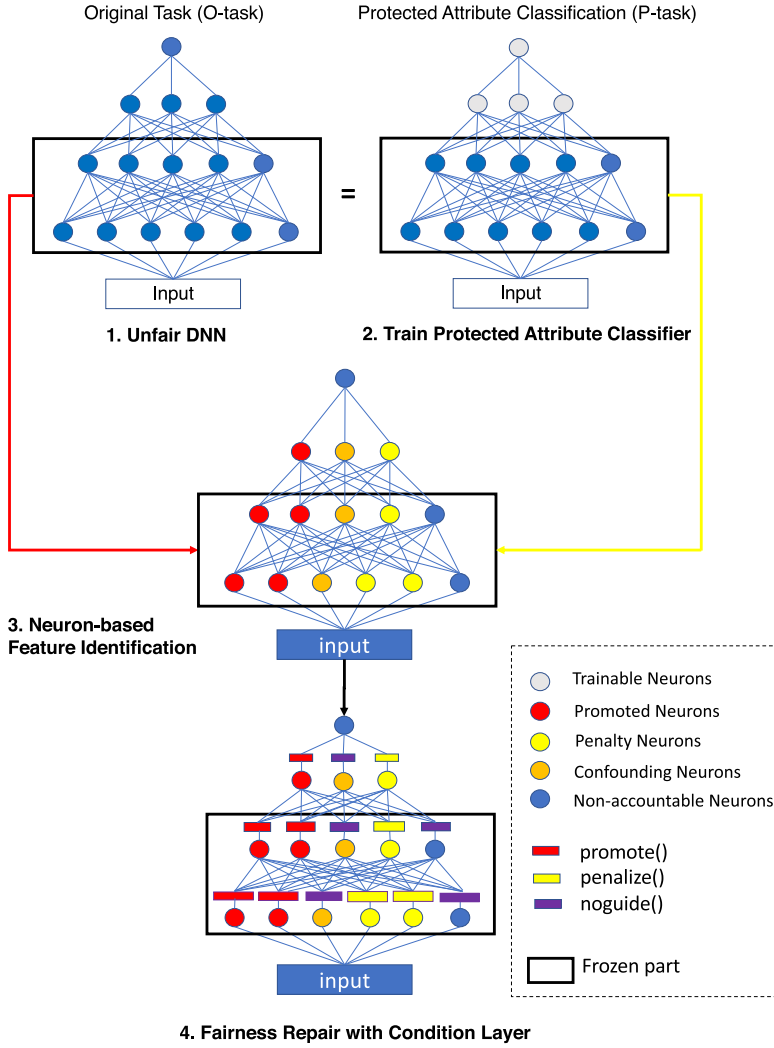 Original Task (O-task)
Protected Attribute Classification (P-task)
=
Input
Input
1. Unfair DNN
2. Train Protected Attribute Classifier
3. Neuron-based
Feature Identification
input
Trainable Neurons
Promoted Neurons
Penalty Neurons
Confounding Neurons
Non-accountable Neurons
promote()
penalize()
noguide()
Frozen part
input
4. Fairness Repair with Condition Layer